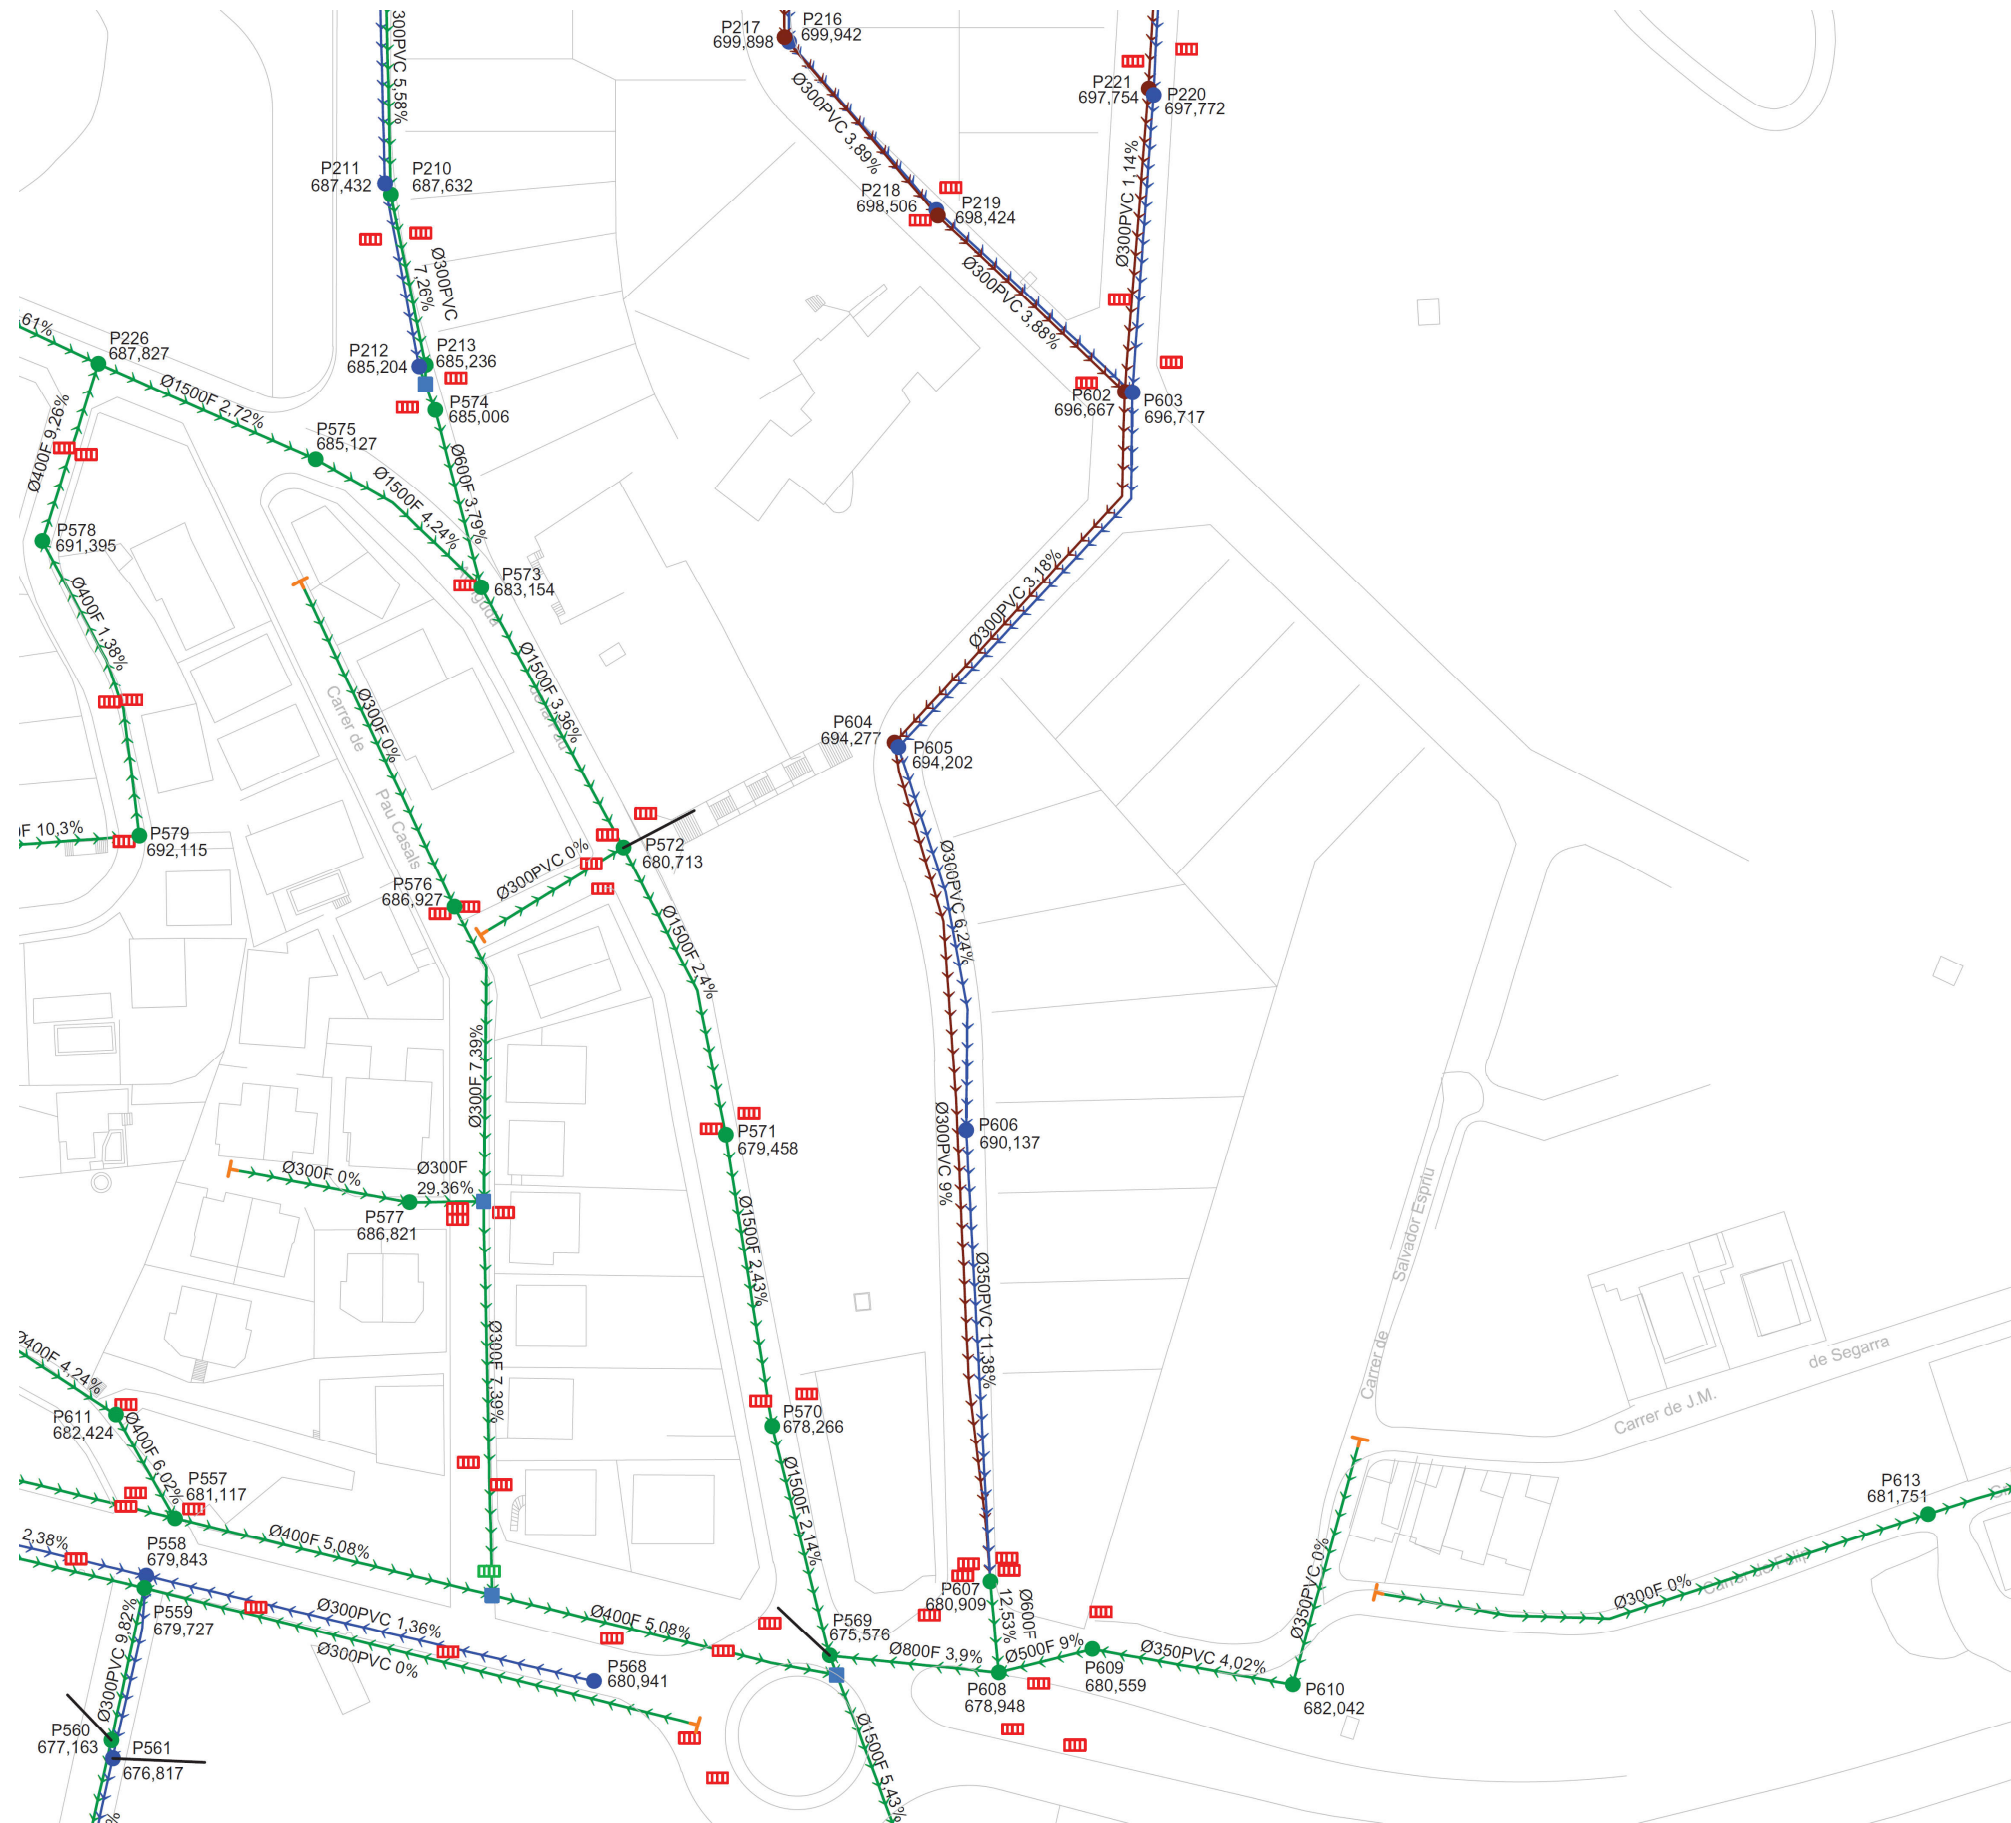 300PVC 5,58%
P217
699,898
P216
699,942
Ø300PVC 3,89%
P221
697,754
P220
697,772
Ø300PVC 1,14%
P211
687,432
P210
687,632
P218
698,506
P219
698,424
Ø300PVC
7,26%
Ø300PVC 3,88%
61%
P226
687,827
P212
685,204
P213
685,236
Ø1500F 2,72%
P574
685,006
P602
696,667
P603
696,717
Ø400F 9,26%
P575
685,127
Ø1500F 4,24%
Ø600F 3,79%
P578
691,395
P573
683,154
Ø400F 1,38%
Ø300PVC 3,18%
Ø1500F 3,36%
Carrer de
Pau Casals
Ø300F 0%
P604
694,277
P605
694,202
F 10,3%
P579
692,115
P572
680,713
Ø300PVC 0%
P576
686,927
Ø300PVC 6,24%
Ø1500F 2,4%
Ø300F 7,39%
P571
679,458
P606
690,137
Ø300PVC 9%
Ø300F 0%
Ø300F
29,36%
P577
686,821
Ø1500F 2,43%
Ø350PVC 11,38%
Carrer de
Salvador Espriu
Ø300F 7,39%
Carrer de J.M.
de Segarra
Ø400F 4,24%
P611
682,424
Ø400F 6,02%
P570
678,266
Ø1500F 2,14%
P557
681,117
P613
681,751
2,38%
P558
679,843
Ø400F 5,08%
Ø350PVC 0%
P559
679,727
Ø300PVC 1,36%
Ø300PVC 0%
Ø400F 5,08%
P607
680,909
Ø600F
12,53%
Ø300F 0%
P569
675,576
Ø800F 3,9%
Ø500F 9%
Ø350PVC 4,02%
P568
680,941
P608
678,948
P609
680,559
P610
682,042
Ø300PVC 9,82%
P560
677,163
P561
676,817
Ø1500F 5,43%